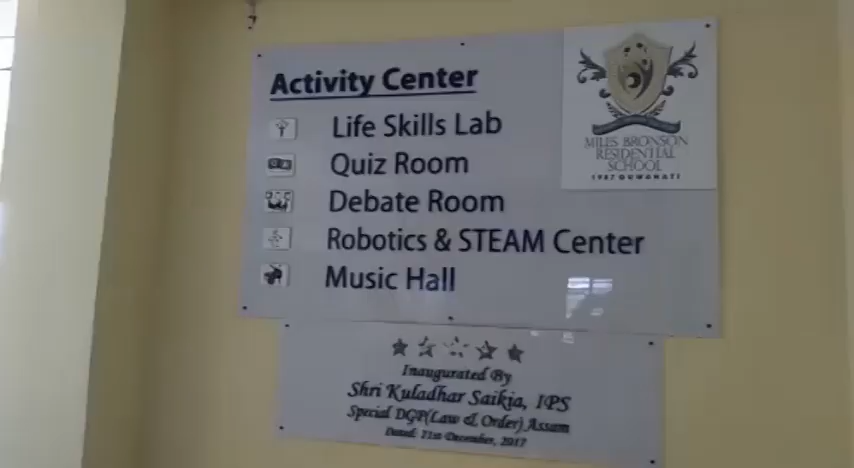 Activity Center
Life Skills Lab
Quiz Room
Debate Room
Robotics & STEAM Center
Music Hall
MILES BRONSON
RESIDENTIAL
SCHOOL
1987 GUWAHATI
Inaugurated By
Shri Kuladhar Saikia, IPS
Special DGP(Law & Order) Assam
Dated: 21st December, 2017